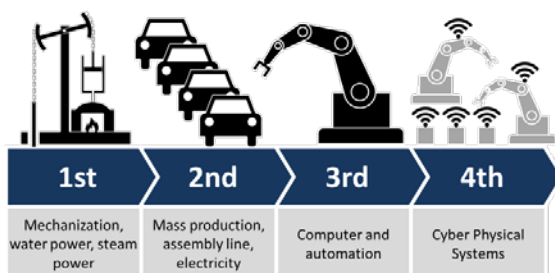 1st
2nd
3rd
4th
Mechanization,
water power, steam
power
Mass production,
assembly line,
electricity
Computer and
automation
Cyber Physical
Systems